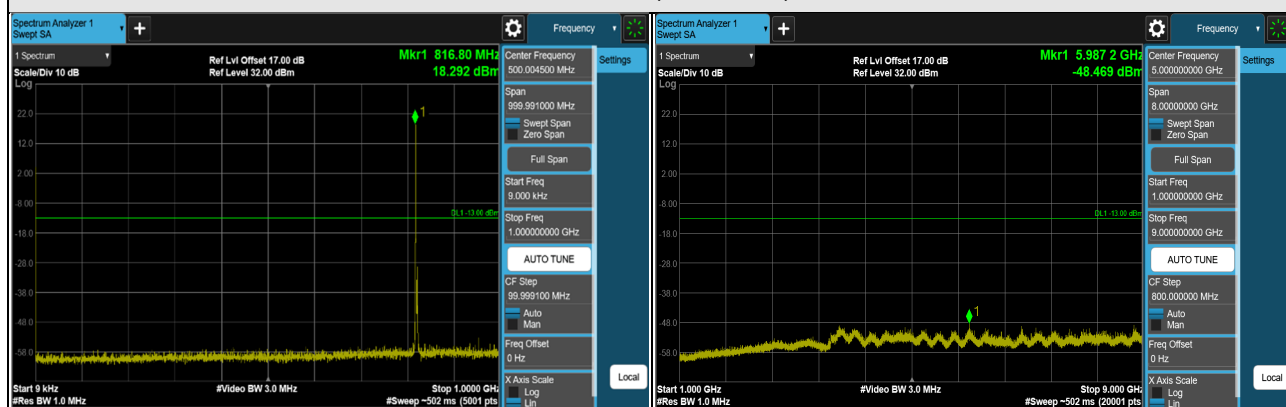 Spectrum Analyzer 1
Swept SA
+
Frequency
1 Spectrum
Scale/Div 10 dB
Log
Ref Lvl Offset 17.00 dB
Ref Level 32.00 dBm
Mkr1 816.80 MHz
18.292 dBm
1
22.0
12.0
2.00
-8.00
-18.0
-28.0
-38.0
-48.0
-58.0
DL1 -13.00 dBm
Start 9 kHz
#Res BW 1.0 MHz
#Video BW 3.0 MHz
Stop 1.0000 GHz
#Sweep ~502 ms (20001 pts)
Center Frequency
500.004500 MHz
Span
999.991000 MHz
Swept Span
Zero Span
Full Span
Start Freq
9.000 kHz
Stop Freq
1.000000000 GHz
AUTO TUNE
CF Step
99.999100 MHz
Auto
Man
Freq Offset
0 Hz
X Axis Scale
Log
Lin
Settings
Local
Spectrum Analyzer 1
Swept SA
+
Frequency
1 Spectrum
Scale/Div 10 dB
Log
Ref Lvl Offset 17.00 dB
Ref Level 32.00 dBm
Mkr1 5.987 2 GHz
-48.469 dBm
1
22.0
12.0
2.00
-8.00
-18.0
-28.0
-38.0
-48.0
-58.0
DL1 -13.00 dBm
Start 1.000 GHz
#Res BW 1.0 MHz
#Video BW 3.0 MHz
Stop 9.000 GHz
#Sweep ~502 ms (20001 pts)
Center Frequency
5.000000000 GHz
Span
8.00000000 GHz
Swept Span
Zero Span
Full Span
Start Freq
1.000000000 GHz
Stop Freq
9.000000000 GHz
AUTO TUNE
CF Step
800.000000 MHz
Auto
Man
Freq Offset
0 Hz
X Axis Scale
Log
Lin
Settings
Local